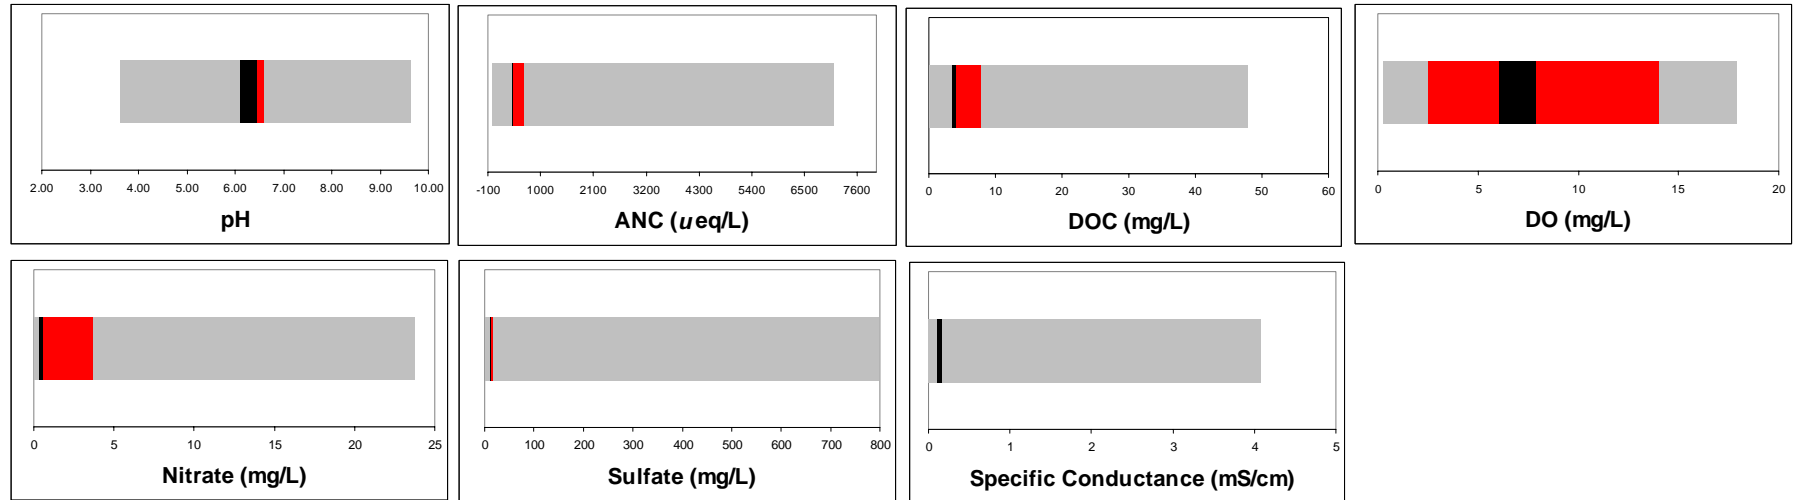 2.00 3.00 4.00 5.00 6.00 7.00 8.00 9.00 10.00
pH
-100 1000 2100 3200 4300 5400 6500 7600
ANC (ueq/L)
0 10 20 30 40 50 60
DOC (mg/L)
0 5 10 15 20
DO (mg/L)
0 5 10 15 20 25
Nitrate (mg/L)
0 100 200 300 400 500 600 700 800
Sulfate (mg/L)
0 1 2 3 4 5
Specific Conductance (mS/cm)